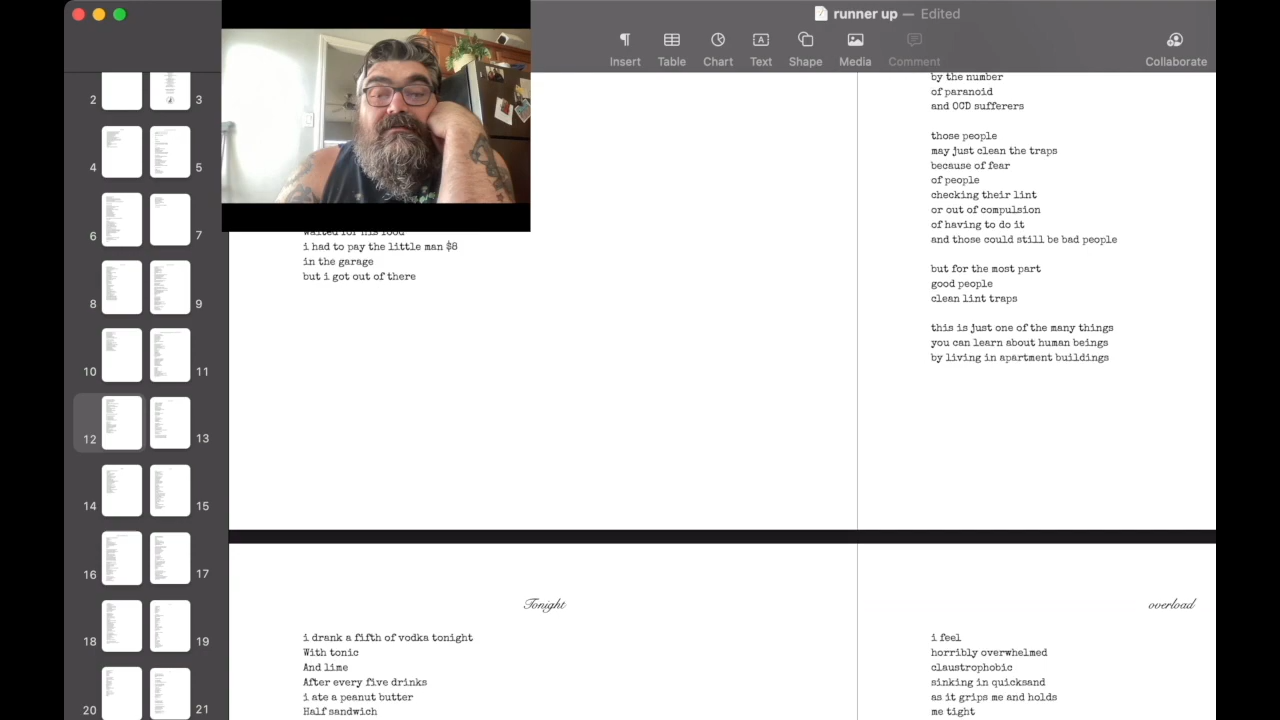 runner up — Edited
Insert
Table
Chart
Text
Shape
Media
Comment
Collaborate
2
3
4
5
6
8
9
10
11
12
13
14
15
16
17
18
19
20
21
waited for his food
i had to pay the little man $8
in the garage
but i got out of there
by the number
of paranoid
and OCD sufferers
those people
may just clean the traps
because of fear
of people
checking their lint
or out of compulsion
of having to do it
and those could still be bad people
but for the most part
good people
clean lint traps
this is just one of the many things
you can learn about human beings
by living in apartment buildings
Tonight
i drank a fifth of vodka tonight
With tonic
And lime
After every five drinks
i ate a peanut butter
Half sandwich
overload
i feel
horribly overwhelmed
claustrophobic
sinking in quicksand
as it grips me and holds
me tight